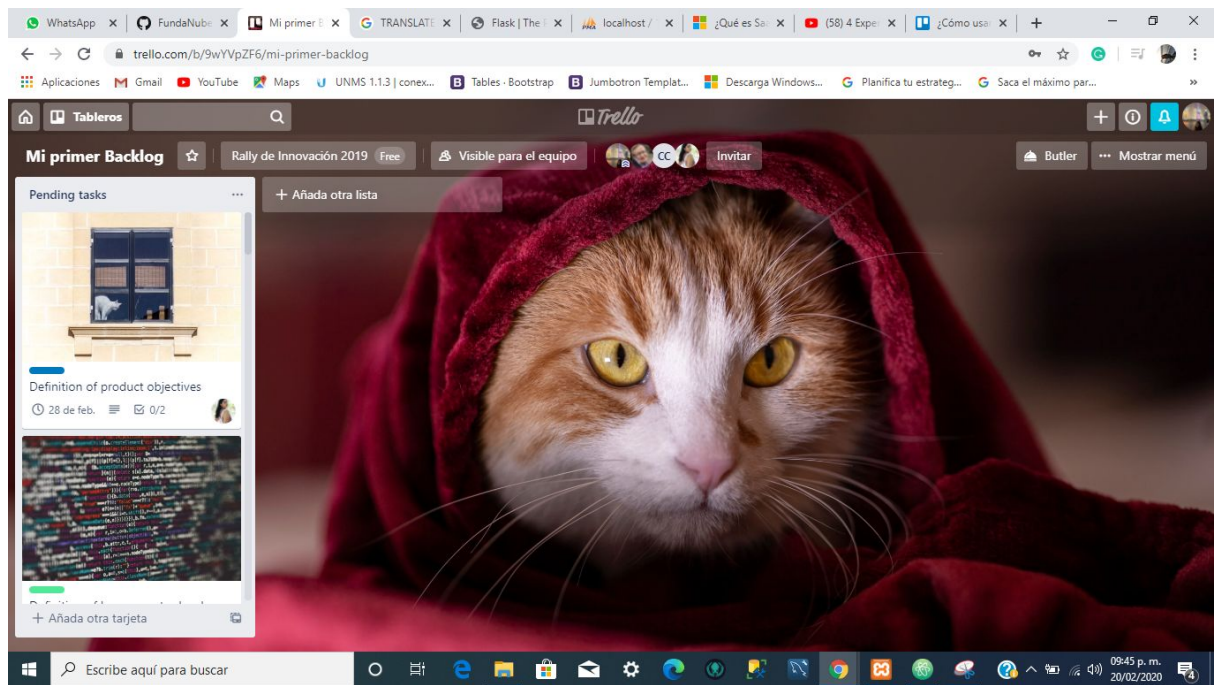 WhatsApp
FundaNube
Mi primer B
TRANSLATE
Flask | The
localhost /
¿Qué es Sa
(58) 4 Exper
¿Cómo usa
trello.com/b/9wYVpZF6/mi-primer-backlog
Aplicaciones
Gmail
YouTube
Maps
UNMS 1.1.3 | conex...
Tables · Bootstrap
Jumbotron Templat...
Descarga Windows...
Planifica tu estrateg...
Saca el máximo par...
»
Tableros
Trello
Mi primer Backlog
Rally de Innovación 2019 Free
Visible para el equipo
CC
Invitar
Butler
··· Mostrar menú
Pending tasks ···
+ Añada otra lista
Definition of product objectives
28 de feb.
0/2
+ Añada otra tarjeta
Escribe aquí para buscar
09:45 p. m.
20/02/2020
4